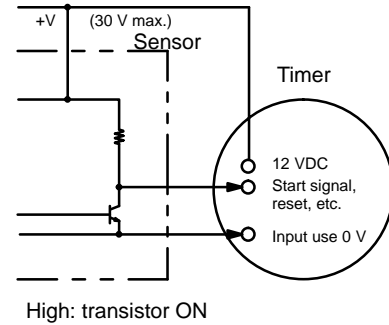 +V (30 V max.)
Sensor
Timer
12 VDC
Start signal,
reset, etc.
Input use 0 V
High: transistor ON